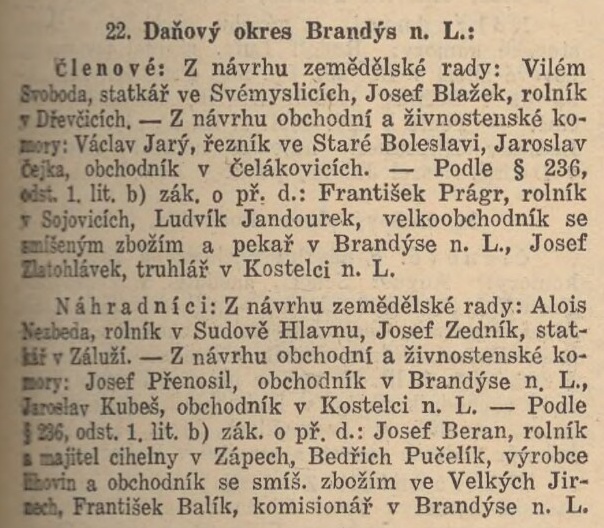 22. Daňový okres Brandýs n. L.:
Členové: Z návrhu zemědělské rady: Vilém
Svoboda, statkář ve Svémyslicích, Josef Blažek, rolník
v Dřevčicích. — Z návrhu obchodní a živnostenské ko-
mory: Václav Jarý, řezník ve Staré Boleslavi, Jaroslav
Čejka, obchodník v Čelákovicích. — Podle § 236,
odst. 1. lit. b) zák. o př. d.: František Prágr, rolník
v Sojovicích, Ludvík Jandourek, velkoobchodník se
smíšeným zbožím a pekař v Brandýse n. L., Josef
Zlatohlávek, truhlář v Kostelci n. L.
Náhradníci: Z návrhu zemědělské rady: Alois
Nezbeda, rolník v Sudově Hlavnu, Josef Zedník, stat-
kář v Záluží. — Z návrhu obchodní a živnostenské ko-
mory: Josef Přenosil, obchodník v Brandýse n. L.,
Jaroslav Kubeš, obchodník v Kostelci n. L. — Podle
§ 236, odst. 1. lit. b) zák. o př. d.: Josef Beran, rolník
a majitel cihelny v Zápech, Bedřich Pučelík, výrobce
lihovin a obchodník se smíš. zbožím ve Velkých Jir-
nech, František Balík, komisionář v Brandýse n. L.